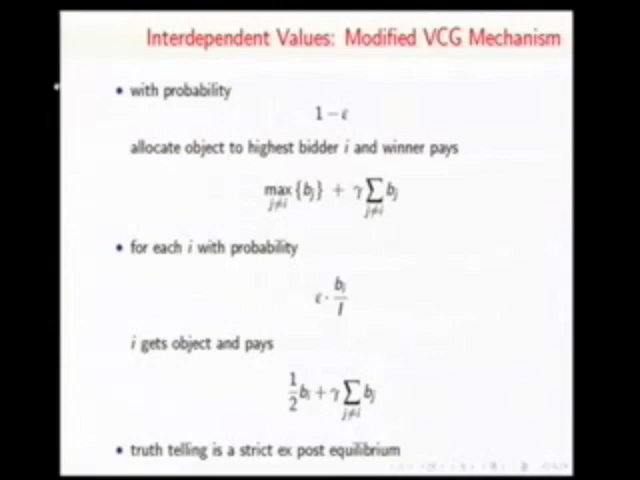 Interdependent Values: Modified VCG Mechanism
• with probability
1 − ε
allocate object to highest bidder i and winner pays
max_{j≠i} {b_j} + γ ∑_{j≠i} b_j
• for each i with probability
ε · b_i / I
i gets object and pays
1/2 b_i + γ ∑_{j≠i} b_j
• truth telling is a strict ex post equilibrium